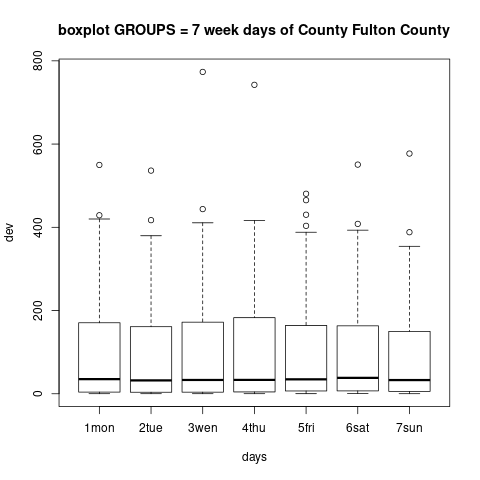 boxplot GROUPS = 7 week days of County Fulton County
dev
800
600
400
200
0
1mon 2tue 3wen 4thu 5fri 6sat 7sun
days